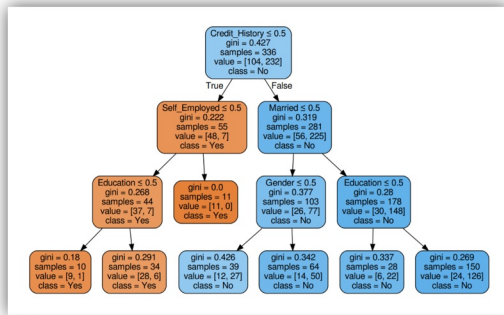 Credit_History ≤ 0.5
gini = 0.427
samples = 336
value = [104, 232]
class = No
True
False
Self_Employed ≤ 0.5
gini = 0.222
samples = 55
value = [48, 7]
class = Yes
Married ≤ 0.5
gini = 0.319
samples = 281
value = [56, 225]
class = No
Education ≤ 0.5
gini = 0.268
samples = 44
value = [37, 7]
class = Yes
gini = 0.0
samples = 11
value = [11, 0]
class = Yes
Gender ≤ 0.5
gini = 0.377
samples = 103
value = [26, 77]
class = No
Education ≤ 0.5
gini = 0.28
samples = 178
value = [30, 148]
class = No
gini = 0.18
samples = 10
value = [9, 1]
class = Yes
gini = 0.291
samples = 34
value = [28, 6]
class = Yes
gini = 0.426
samples = 39
value = [12, 27]
class = No
gini = 0.342
samples = 64
value = [14, 50]
class = No
gini = 0.337
samples = 28
value = [6, 22]
class = No
gini = 0.269
samples = 150
value = [24, 126]
class = No